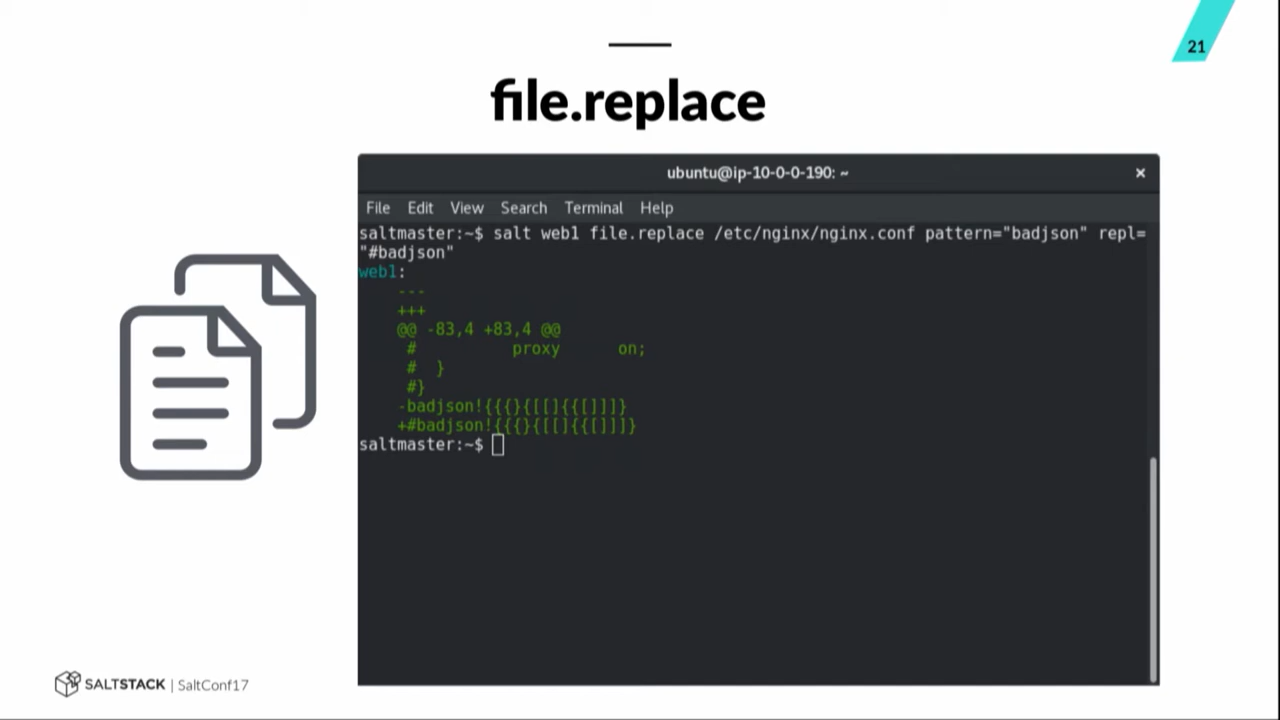 21
file.replace
ubuntu@ip-10-0-0-190: ~ ×
File Edit View Search Terminal Help
saltmaster:~$ salt web1 file.replace /etc/nginx/nginx.conf pattern="badjson" repl=
"#badjson"
web1:
---
+++
@@ -83,4 +83,4 @@
# proxy on;
# }
#}
-badjson!{{{}{[[]{{[]]]}
+#badjson!{{{}{[[]{{[]]]}
saltmaster:~$
SALTSTACK | SaltConf17